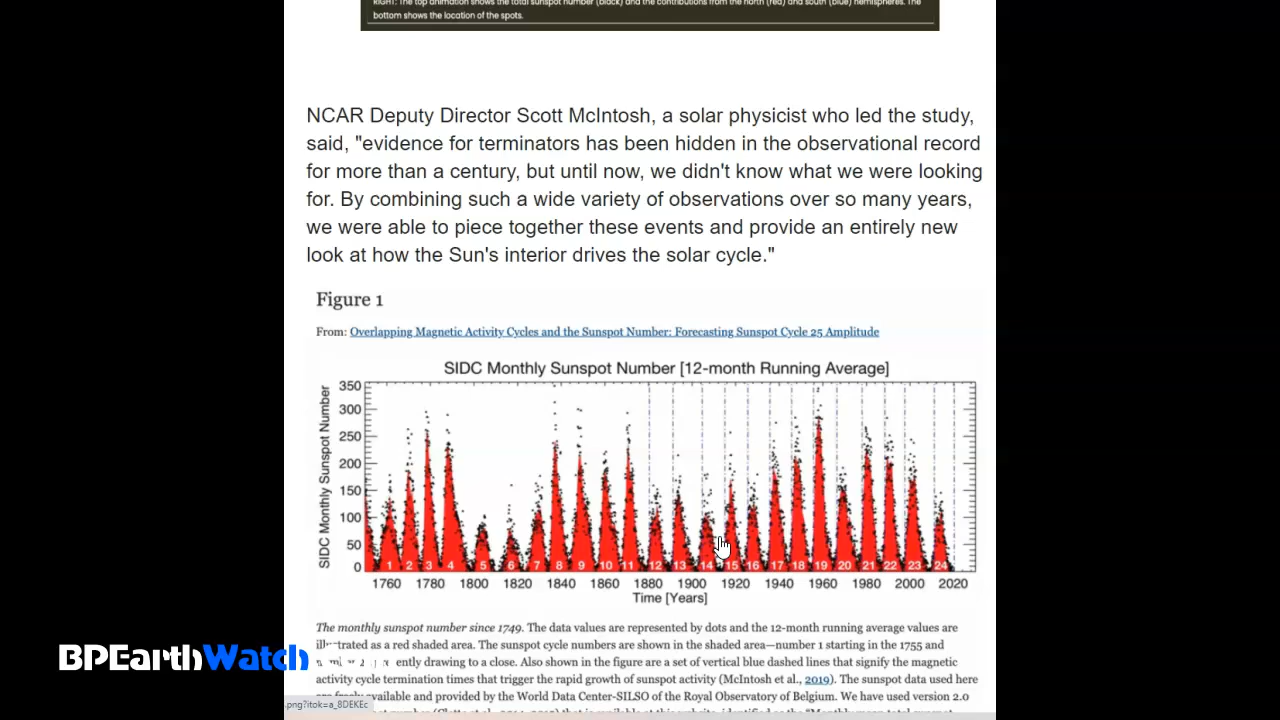 RIGHT: The top animation shows the total sunspot number (black) and the contributions from the north (red) and south (blue) hemispheres. The
bottom shows the location of the spots.
NCAR Deputy Director Scott McIntosh, a solar physicist who led the study,
said, "evidence for terminators has been hidden in the observational record
for more than a century, but until now, we didn't know what we were looking
for. By combining such a wide variety of observations over so many years,
we were able to piece together these events and provide an entirely new
look at how the Sun's interior drives the solar cycle."
Figure 1
From: Overlapping Magnetic Activity Cycles and the Sunspot Number: Forecasting Sunspot Cycle 25 Amplitude
SIDC Monthly Sunspot Number [12-month Running Average]
SIDC Monthly Sunspot Number
350
300
250
200
150
100
50
0
1 2 3 4 5 6 7 8 9 10 11 12 13 14 15 16 17 18 19 20 21 22 23 24
1760 1780 1800 1820 1840 1860 1880 1900 1920 1940 1960 1980 2000 2020
Time [Years]
The monthly sunspot number since 1749. The data values are represented by dots and the 12-month running average values are
illustrated as a red shaded area. The sunspot cycle numbers are shown in the shaded area—number 1 starting in the 1755 and
ently drawing to a close. Also shown in the figure are a set of vertical blue dashed lines that signify the magnetic
activity cycle termination times that trigger the rapid growth of sunspot activity (McIntosh et al., 2019). The sunspot data used here
are freely available and provided by the World Data Center-SILSO of the Royal Observatory of Belgium. We have used version 2.0
BPEarthWatch
.png?itok=a_8DEKEc